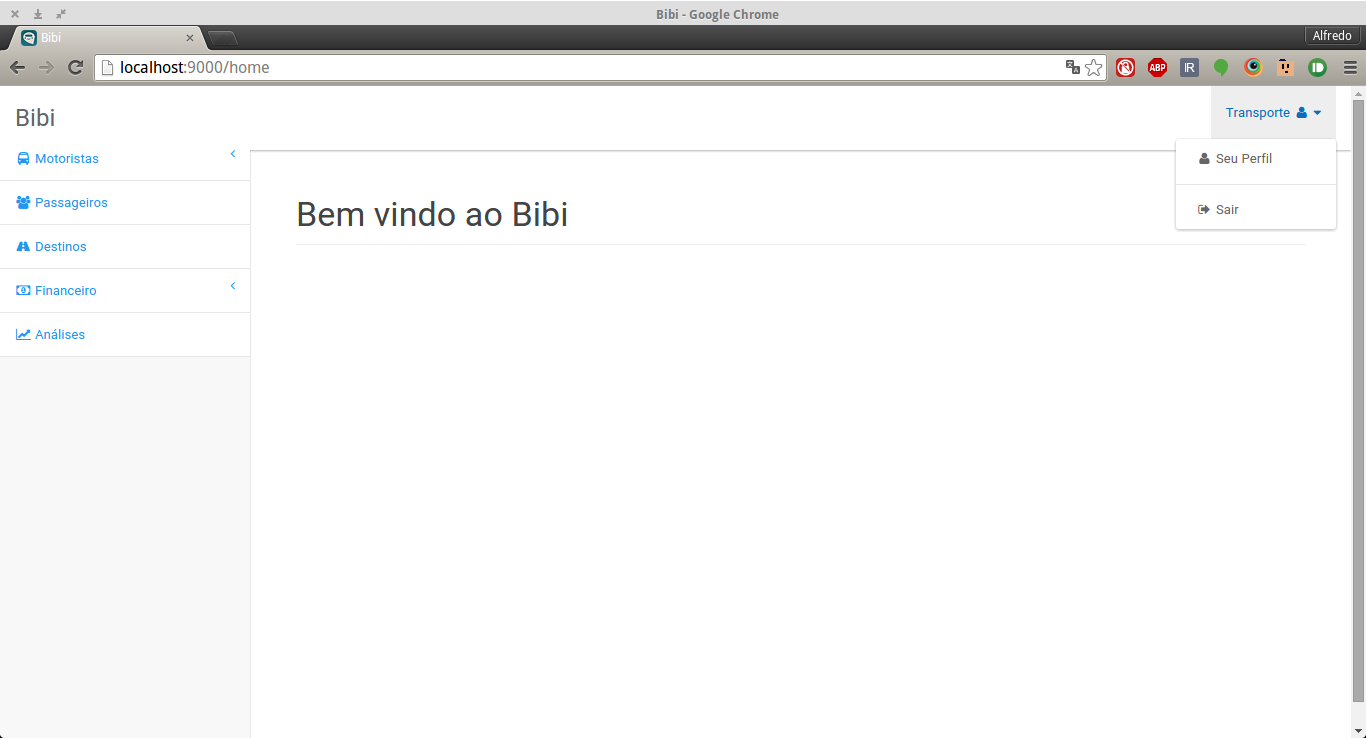 Bibi - Google Chrome
Bibi
Alfredo
localhost:9000/home
ABP
IR
Bibi
Transporte
Motoristas
Seu Perfil
Passageiros
Sair
Bem vindo ao Bibi
Destinos
Financeiro
Análises